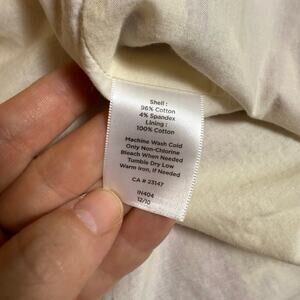 Shell :
96% Cotton
4% Spandex
Lining :
100% Cotton
Machine Wash Cold
Only Non-Chlorine
Bleach When Needed
Tumble Dry Low
Warm Iron, If Needed
CA # 23147
IN404
12/10